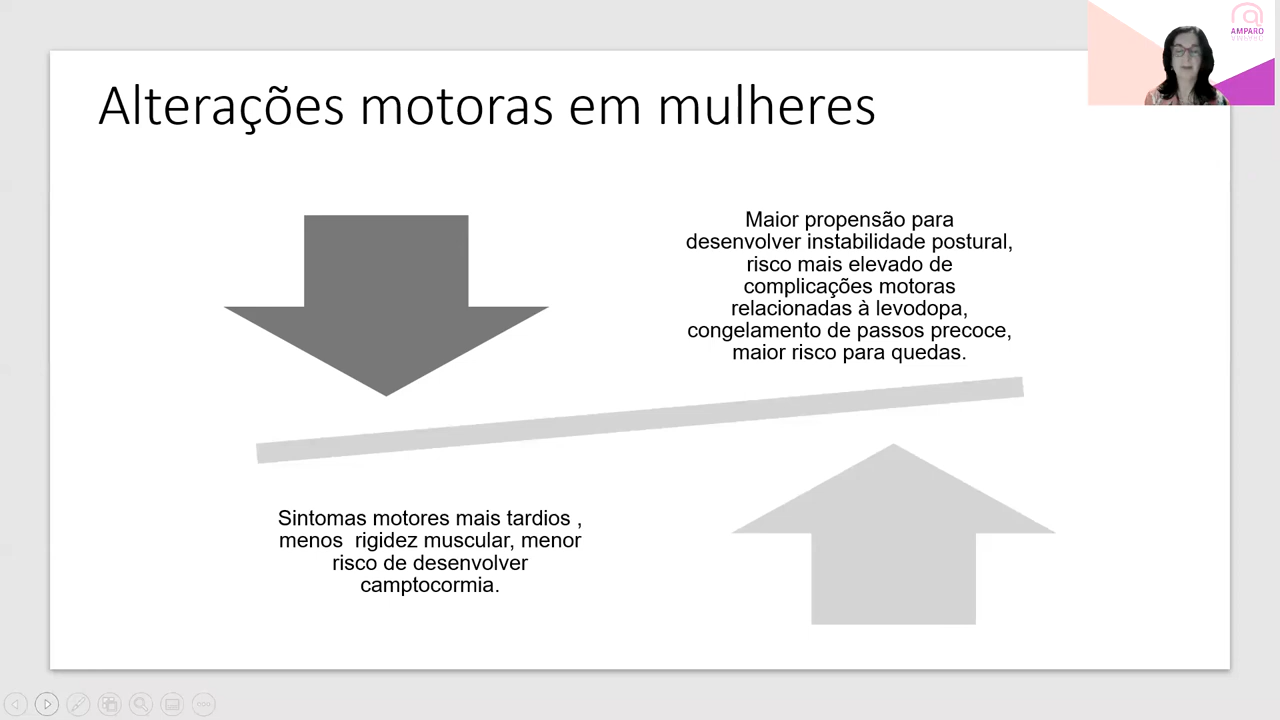 AMPARO
Alterações motoras em mulheres
Maior propensão para
desenvolver instabilidade postural,
risco mais elevado de
complicações motoras
relacionadas à levodopa,
congelamento de passos precoce,
maior risco para quedas.
Sintomas motores mais tardios ,
menos  rigidez muscular, menor
risco de desenvolver
camptocormia.